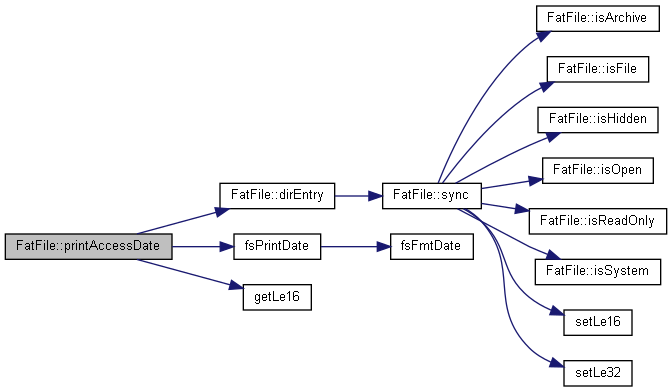 FatFile::printAccessDate
FatFile::dirEntry
fsPrintDate
getLe16
FatFile::sync
fsFmtDate
FatFile::isArchive
FatFile::isFile
FatFile::isHidden
FatFile::isOpen
FatFile::isReadOnly
FatFile::isSystem
setLe16
setLe32